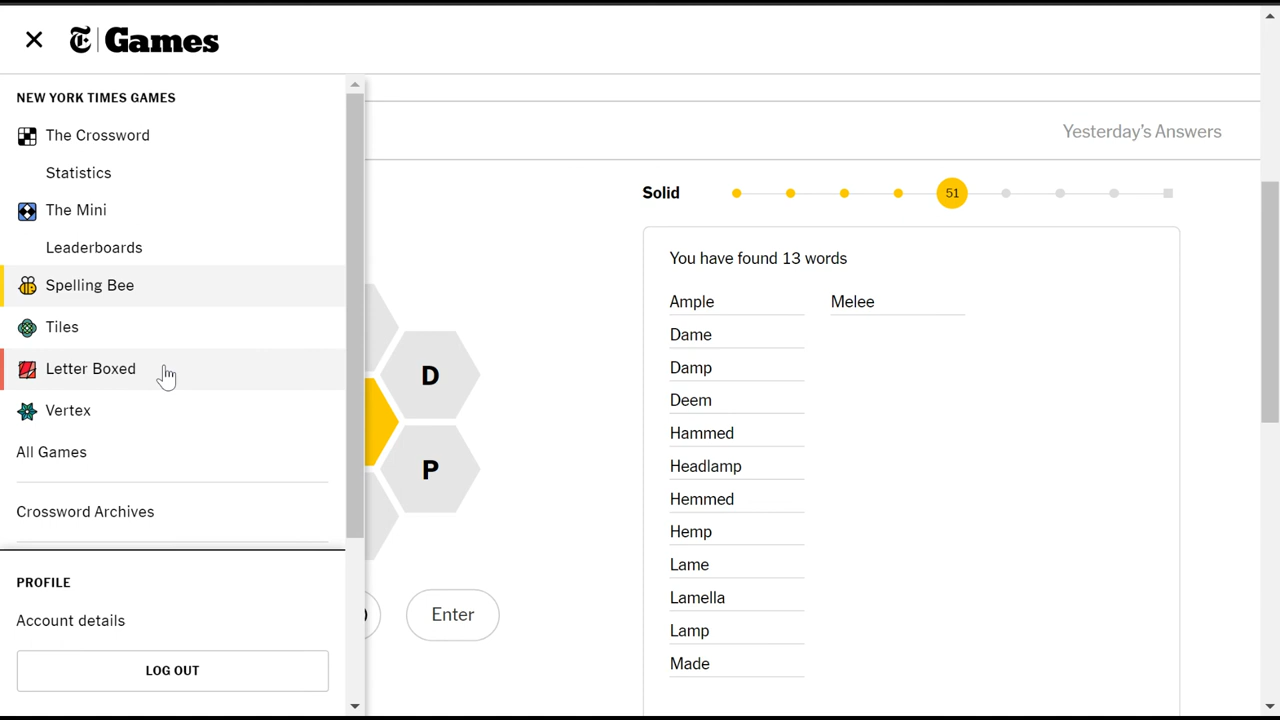 T Games
NEW YORK TIMES GAMES
The Crossword
Statistics
The Mini
Leaderboards
Spelling Bee
Tiles
Letter Boxed
Vertex
All Games
Crossword Archives
PROFILE
Account details
LOG OUT
Yesterday's Answers
D
P
Enter
Solid
51
You have found 13 words
Ample
Dame
Damp
Deem
Hammed
Headlamp
Hemmed
Hemp
Lame
Lamella
Lamp
Made
Melee